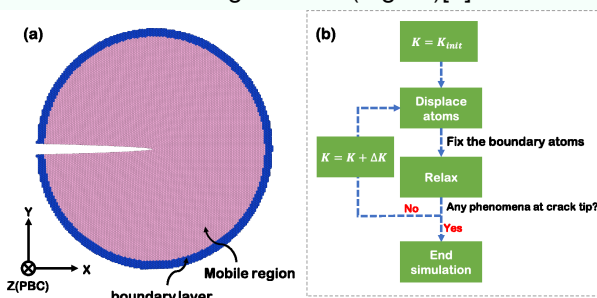 (a)
Y
X
Z(PBC)
Mobile region
boundary layer
(b)
K = K_init
Displace
atoms
Fix the boundary atoms
K = K + ΔK
Relax
Any phenomena at crack tip?
No
Yes
End
simulation